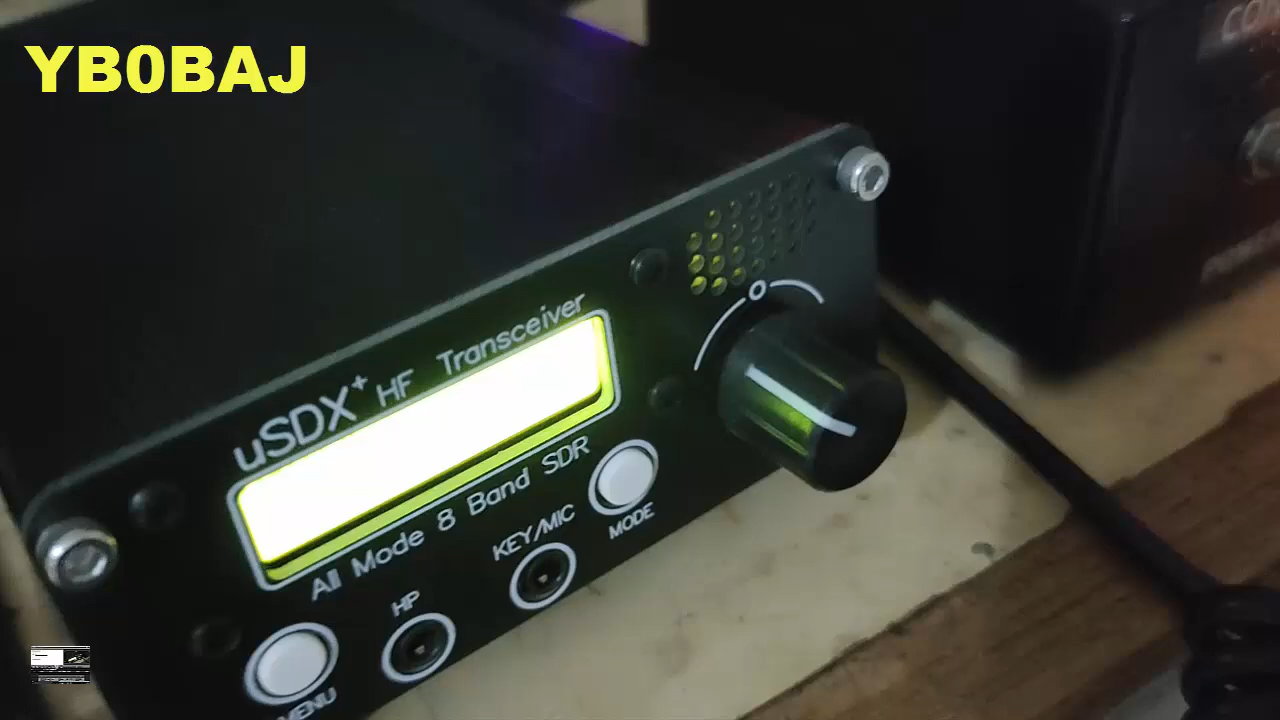 YB0BAJ
uSDX+ HF Transceiver
All Mode 8 Band SDR
MODE
KEY/MIC
HP
MENU